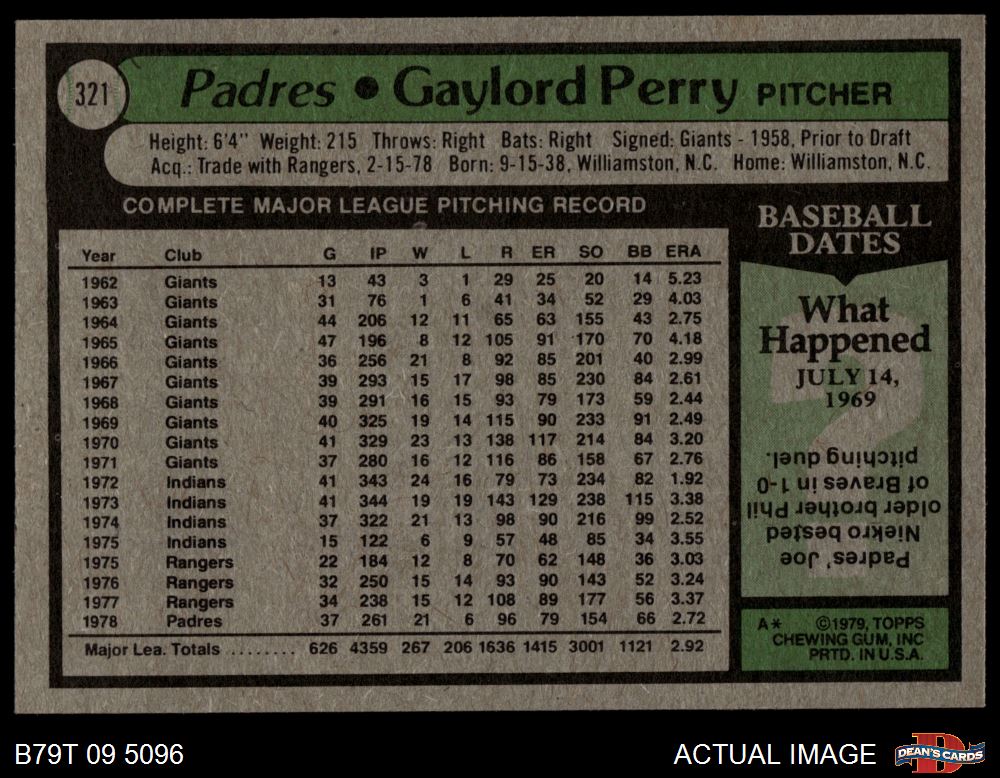 321 Padres • Gaylord Perry PITCHER
Height: 6'4" Weight: 215 Throws: Right Bats: Right Signed: Giants - 1958, Prior to Draft
Acq.: Trade with Rangers, 2-15-78 Born: 9-15-38, Williamston, N.C. Home: Williamston, N.C.
COMPLETE MAJOR LEAGUE PITCHING RECORD
Year Club G IP W L R ER SO BB ERA
1962 Giants 13 43 3 1 29 25 20 14 5.23
1963 Giants 31 76 1 6 41 34 52 29 4.03
1964 Giants 44 206 12 11 65 63 155 43 2.75
1965 Giants 47 196 8 12 105 91 170 70 4.18
1966 Giants 36 256 21 8 92 85 201 40 2.99
1967 Giants 39 293 15 17 98 85 230 84 2.61
1968 Giants 39 291 16 15 93 79 173 59 2.44
1969 Giants 40 325 19 14 115 90 233 91 2.49
1970 Giants 41 329 23 13 138 117 214 84 3.20
1971 Giants 37 280 16 12 116 86 158 67 2.76
1972 Indians 41 343 24 16 79 73 234 82 1.92
1973 Indians 41 344 19 19 143 129 238 115 3.38
1974 Indians 37 322 21 13 98 90 216 99 2.52
1975 Indians 15 122 6 9 57 48 85 34 3.55
1975 Rangers 22 184 12 8 70 62 148 36 3.03
1976 Rangers 32 250 15 14 93 90 143 52 3.24
1977 Rangers 34 238 15 12 108 89 177 56 3.37
1978 Padres 37 261 21 6 96 79 154 66 2.72
Major Lea. Totals ........ 626 4359 267 206 1636 1415 3001 1121 2.92
BASEBALL
DATES
What
Happened
JULY 14,
1969
Padres' Joe
Niekro bested
older brother Phil
of Braves in 1-0
pitching duel.
A* ©1979, TOPPS
CHEWING GUM, INC
PRTD. IN U.S.A.
B79T 09 5096
ACTUAL IMAGE
DEAN'S CARDS